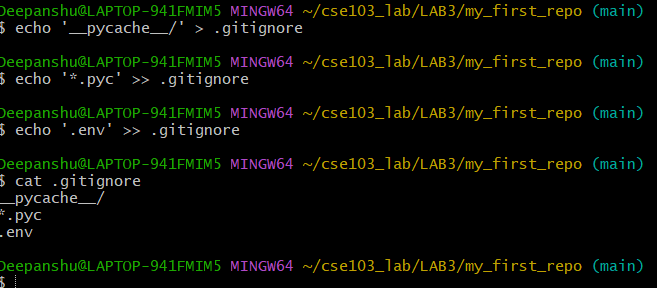 Deepanshu@LAPTOP-941FMIM5 MINGW64 ~/cse103_lab/LAB3/my_first_repo (main)
$ echo '__pycache__/' > .gitignore
Deepanshu@LAPTOP-941FMIM5 MINGW64 ~/cse103_lab/LAB3/my_first_repo (main)
$ echo '*.pyc' >> .gitignore
Deepanshu@LAPTOP-941FMIM5 MINGW64 ~/cse103_lab/LAB3/my_first_repo (main)
$ echo '.env' >> .gitignore
Deepanshu@LAPTOP-941FMIM5 MINGW64 ~/cse103_lab/LAB3/my_first_repo (main)
$ cat .gitignore
__pycache__/
*.pyc
.env
Deepanshu@LAPTOP-941FMIM5 MINGW64 ~/cse103_lab/LAB3/my_first_repo (main)
$